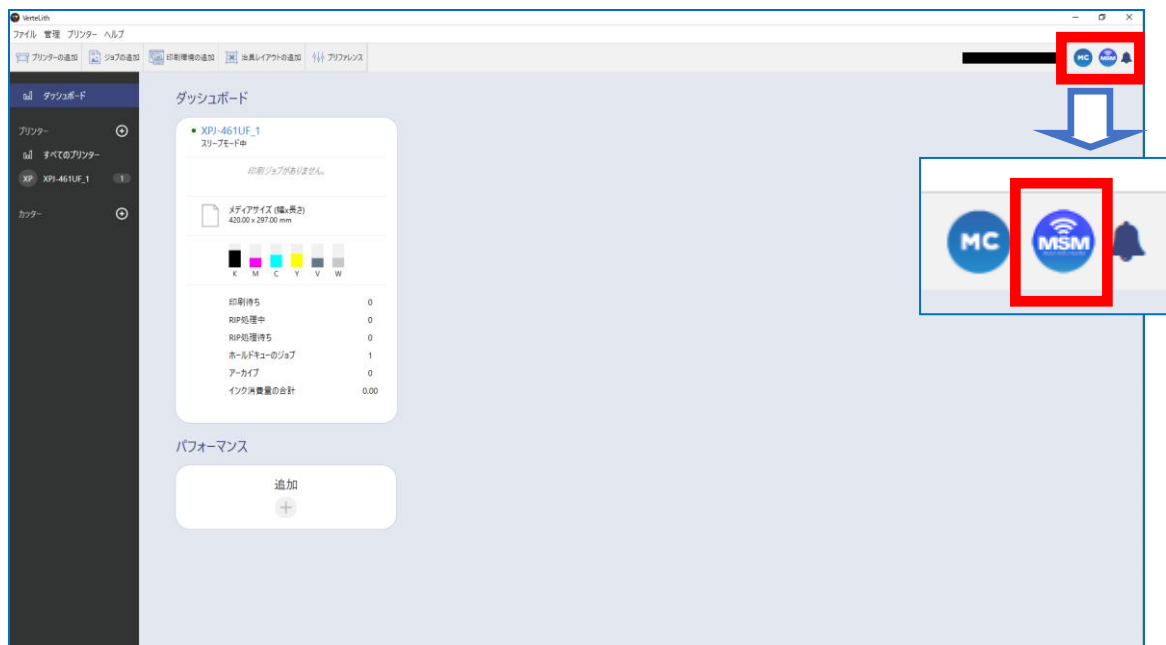 VerteLith
ファイル 管理 プリンター ヘルプ
プリンターの追加 ジョブの追加 印刷環境の追加 治具レイアウトの追加 プリファレンス
MC MSM
ダッシュボード
プリンター
すべてのプリンター
XP XPJ-461UF_1 1
カッター
ダッシュボード
XPJ-461UF_1
スリープモード中
印刷ジョブがありません。
メディアサイズ (幅x長さ)
420.00 x 297.00 mm
K M C Y V W
印刷待ち 0
RIP処理中 0
RIP処理待ち 0
ホールドキューのジョブ 1
アーカイブ 0
インク消費量の合計 0.00
パフォーマンス
追加
MC MSM